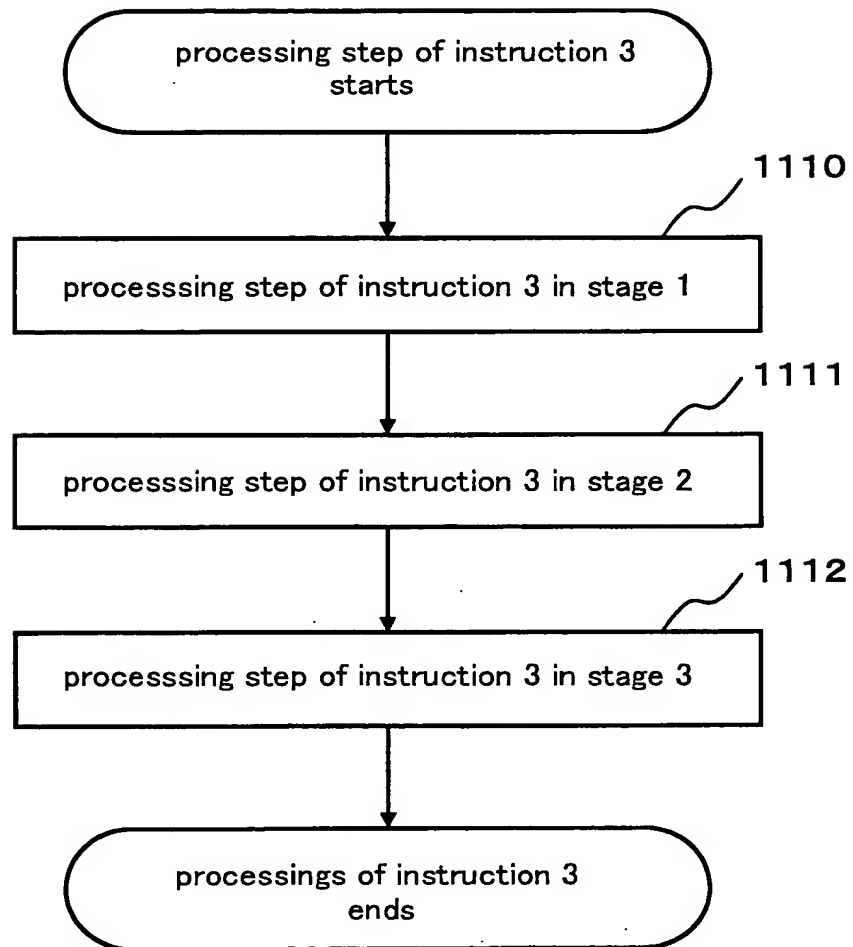 processing step of instruction 3
starts
1110
processsing step of instruction 3 in stage 1
1111
processsing step of instruction 3 in stage 2
1112
processsing step of instruction 3 in stage 3
processings of instruction 3
ends